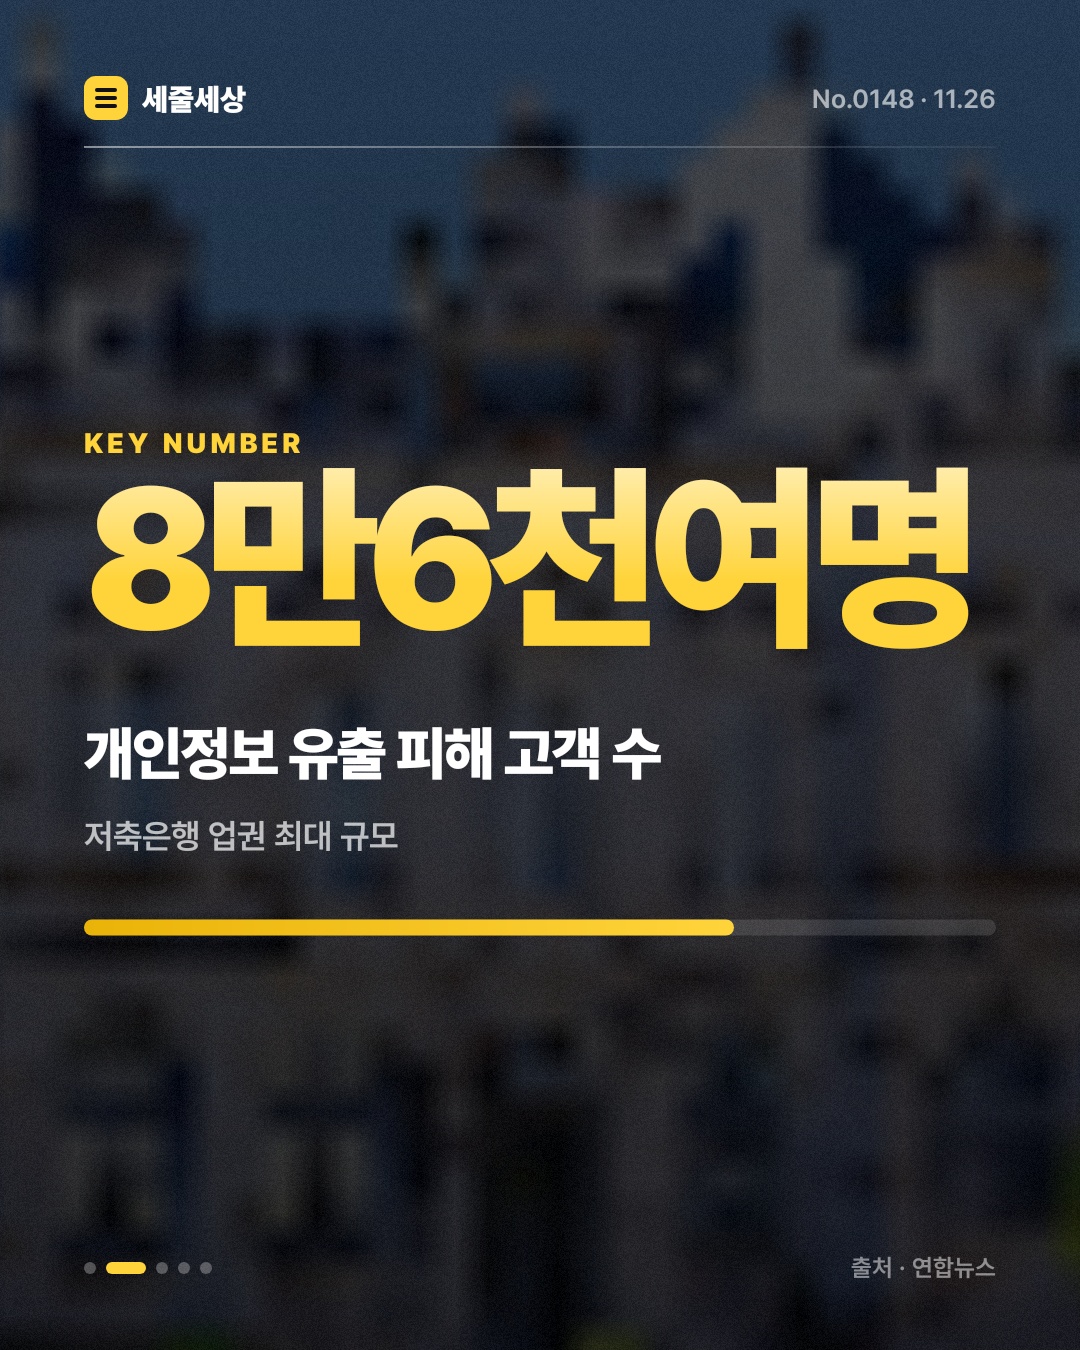 세줄세상
No.0148 · 11.26
KEY NUMBER
8만6천여명
개인정보 유출 피해 고객 수
저축은행 업권 최대 규모
출처 · 연합뉴스